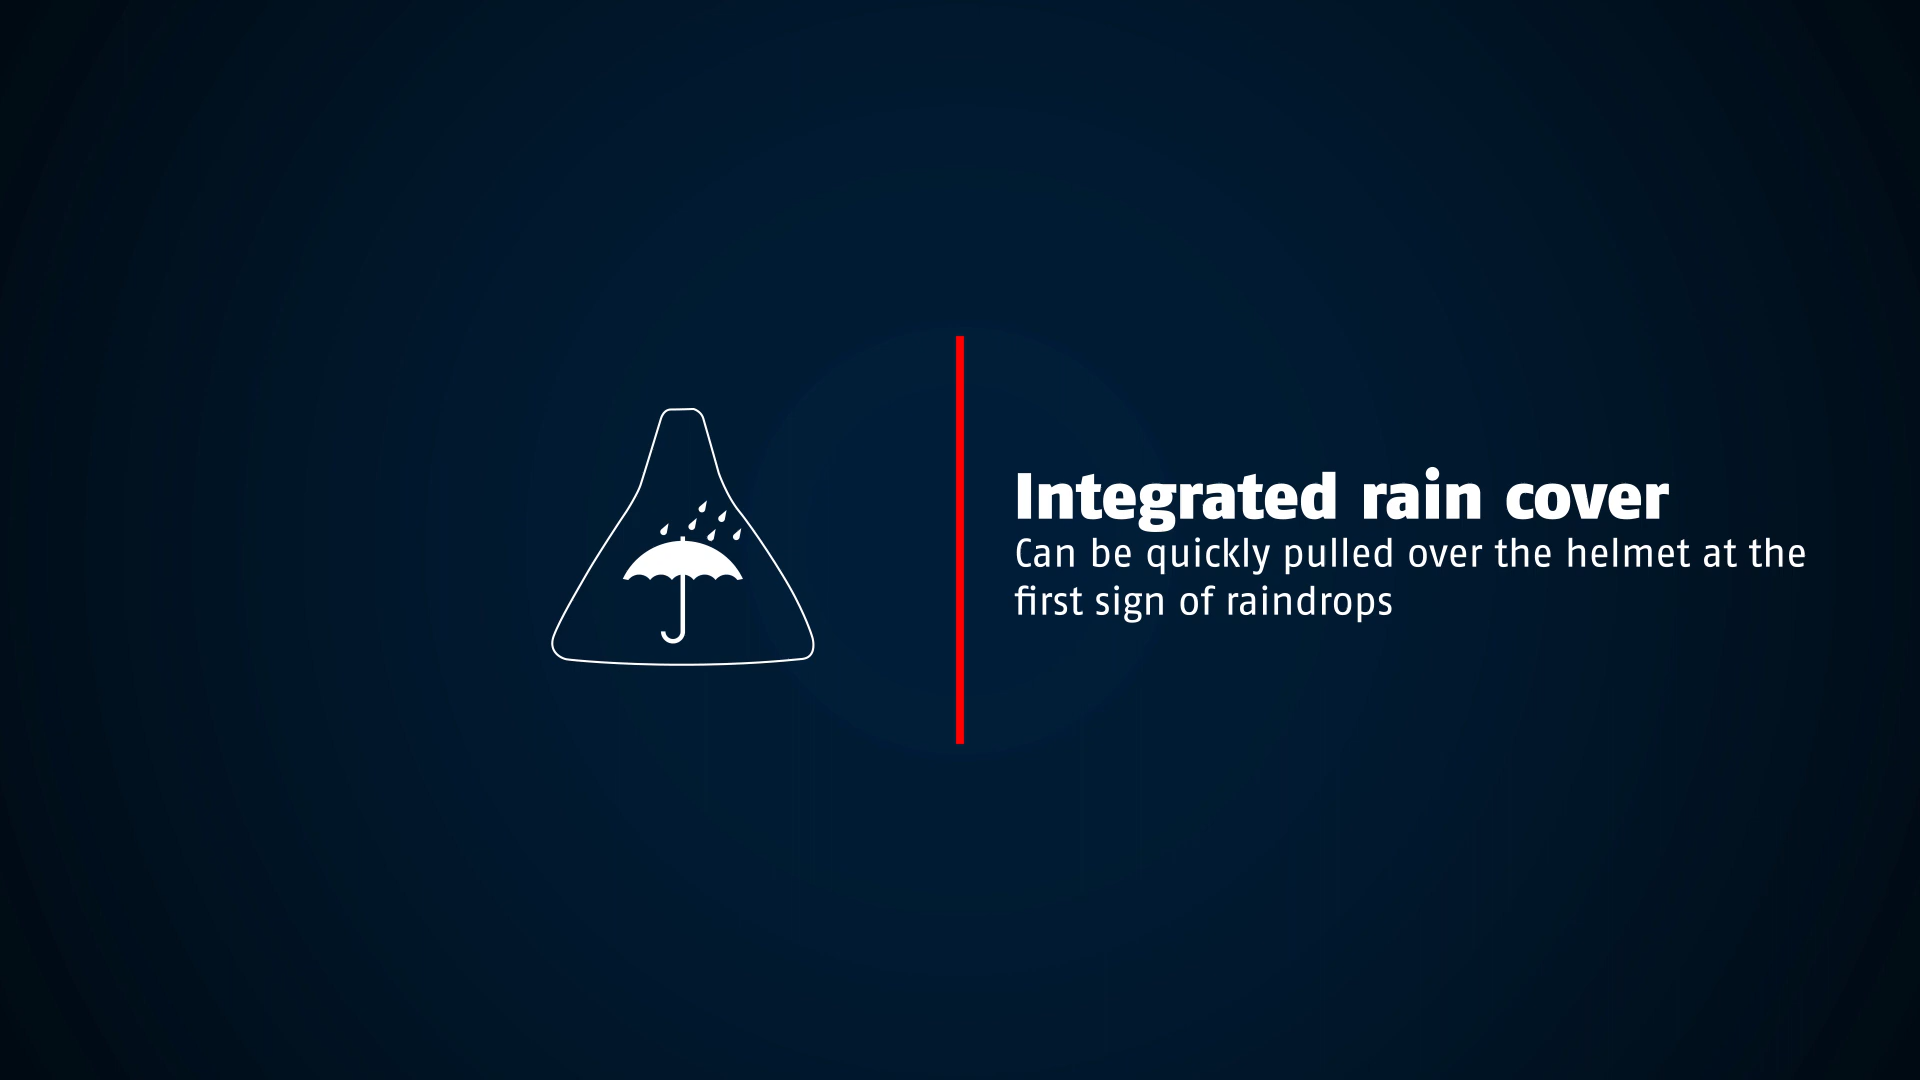 Integrated rain cover
Can be quickly pulled over the helmet at the
first sign of raindrops